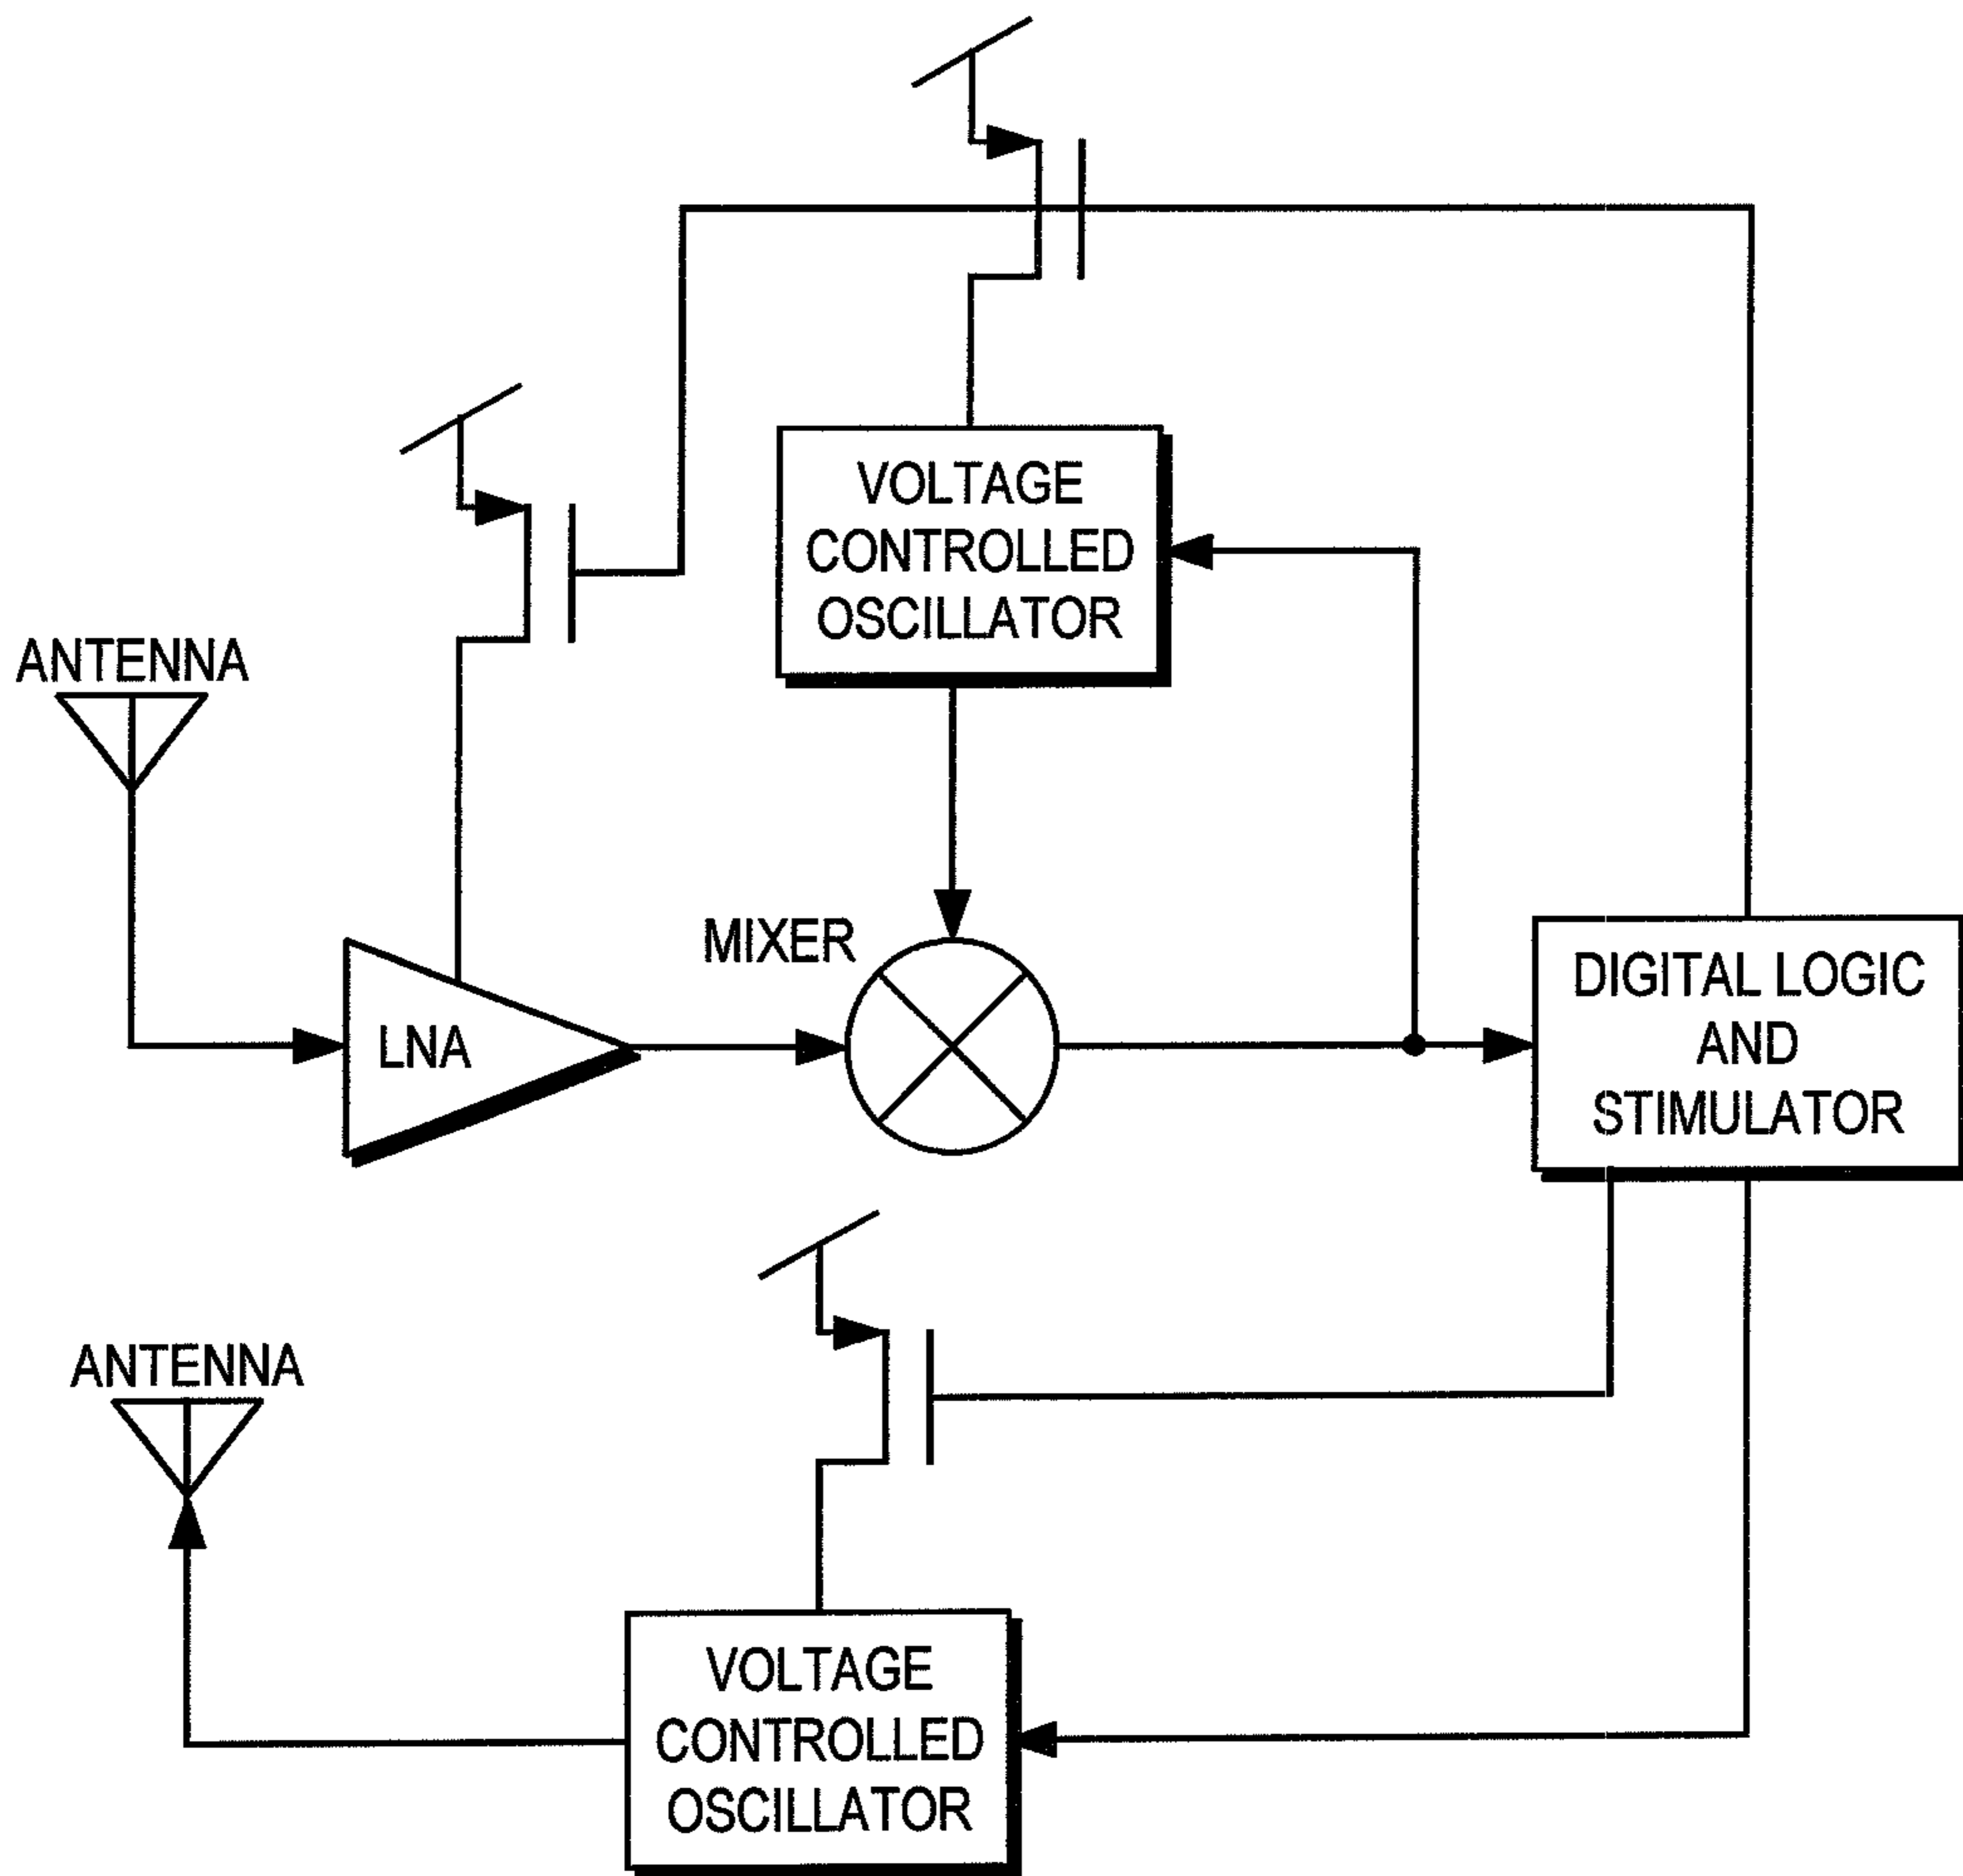 VOLTAGE
CONTROLLED
OSCILLATOR
ANTENNA
MIXER
LNA
DIGITAL LOGIC
AND
STIMULATOR
ANTENNA
VOLTAGE
CONTROLLED
OSCILLATOR